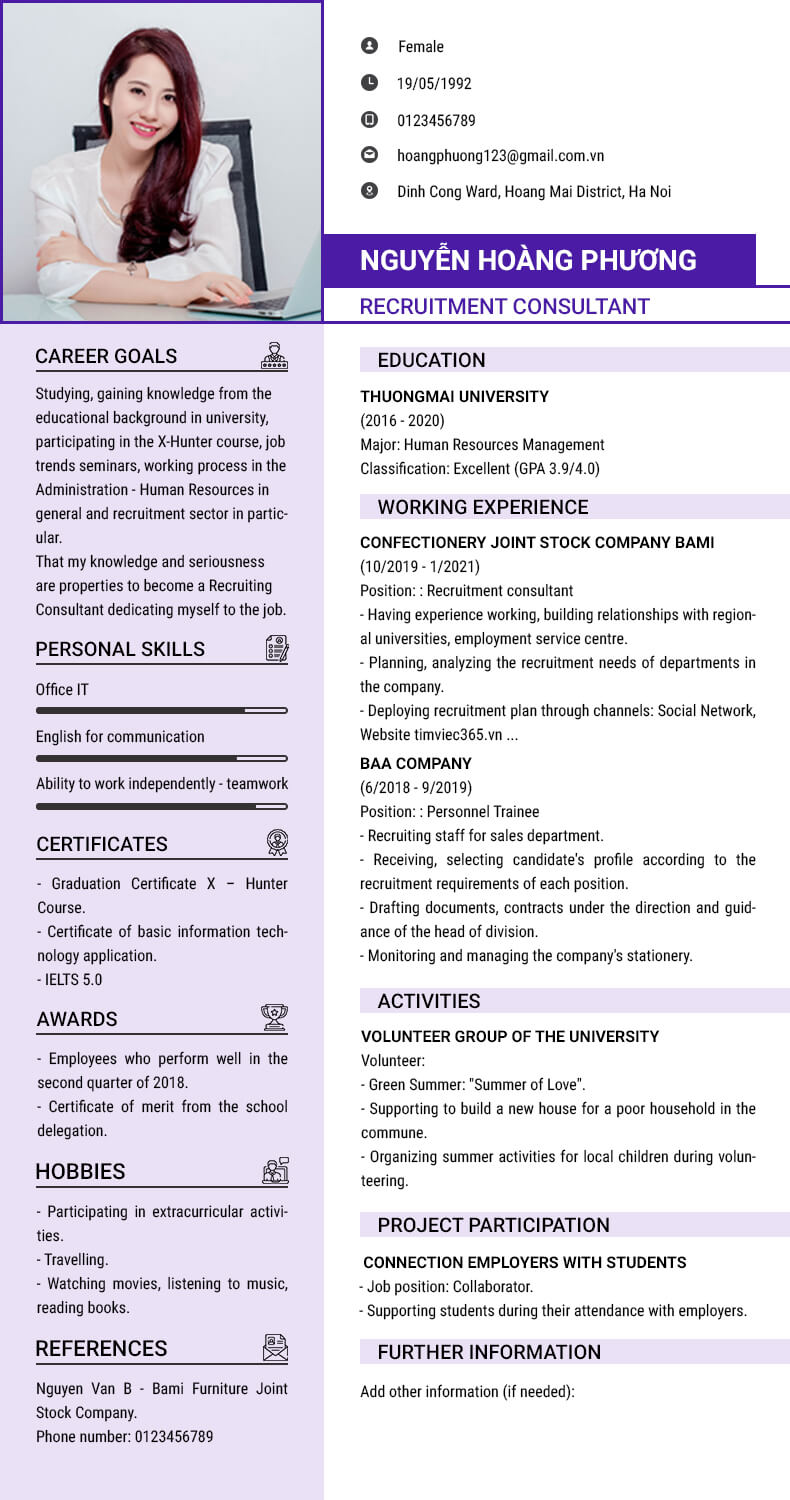 Female
19/05/1992
0123456789
hoangphuong123@gmail.com.vn
Dinh Cong Ward, Hoang Mai District, Ha Noi
NGUYỄN HOÀNG PHƯƠNG
RECRUITMENT CONSULTANT
CAREER GOALS
Studying, gaining knowledge from the
educational background in university,
participating in the X-Hunter course, job
trends seminars, working process in the
Administration - Human Resources in
general and recruitment sector in partic-
ular.
That my knowledge and seriousness
are properties to become a Recruiting
Consultant dedicating myself to the job.
PERSONAL SKILLS
Office IT
English for communication
Ability to work independently - teamwork
CERTIFICATES
- Graduation Certificate X – Hunter
Course.
- Certificate of basic information tech-
nology application.
- IELTS 5.0
AWARDS
- Employees who perform well in the
second quarter of 2018.
- Certificate of merit from the school
delegation.
HOBBIES
- Participating in extracurricular activi-
ties.
- Travelling.
- Watching movies, listening to music,
reading books.
REFERENCES
Nguyen Van B - Bami Furniture Joint
Stock Company.
Phone number: 0123456789
EDUCATION
THUONGMAI UNIVERSITY
(2016 - 2020)
Major: Human Resources Management
Classification: Excellent (GPA 3.9/4.0)
WORKING EXPERIENCE
CONFECTIONERY JOINT STOCK COMPANY BAMI
(10/2019 - 1/2021)
Position: : Recruitment consultant
- Having experience working, building relationships with region-
al universities, employment service centre.
- Planning, analyzing the recruitment needs of departments in
the company.
- Deploying recruitment plan through channels: Social Network,
Website timviec365.vn ...
BAA COMPANY
(6/2018 - 9/2019)
Position: : Personnel Trainee
- Recruiting staff for sales department.
- Receiving, selecting candidate's profile according to the
recruitment requirements of each position.
- Drafting documents, contracts under the direction and guid-
ance of the head of division.
- Monitoring and managing the company's stationery.
ACTIVITIES
VOLUNTEER GROUP OF THE UNIVERSITY
Volunteer:
- Green Summer: "Summer of Love".
- Supporting to build a new house for a poor household in the
commune.
- Organizing summer activities for local children during volun-
teering.
PROJECT PARTICIPATION
CONNECTION EMPLOYERS WITH STUDENTS
- Job position: Collaborator.
- Supporting students during their attendance with employers.
FURTHER INFORMATION
Add other information (if needed):